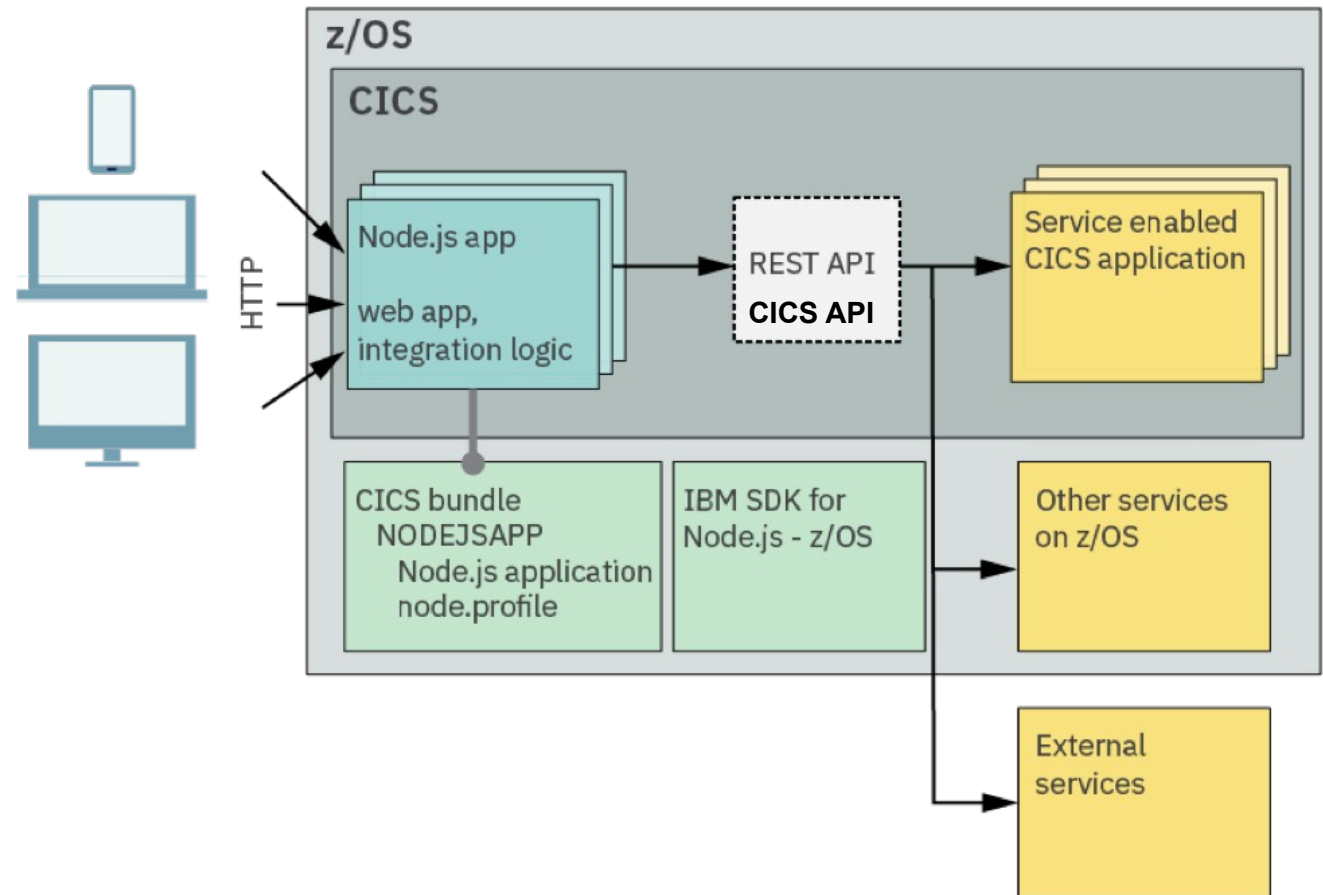 z/OS
CICS
HTTP
Node.js app
web app,
integration logic
REST API
CICS API
Service enabled
CICS application
CICS bundle
NODEJSAPP
Node.js application
node.profile
IBM SDK for
Node.js - z/OS
Other services
on z/OS
External
services